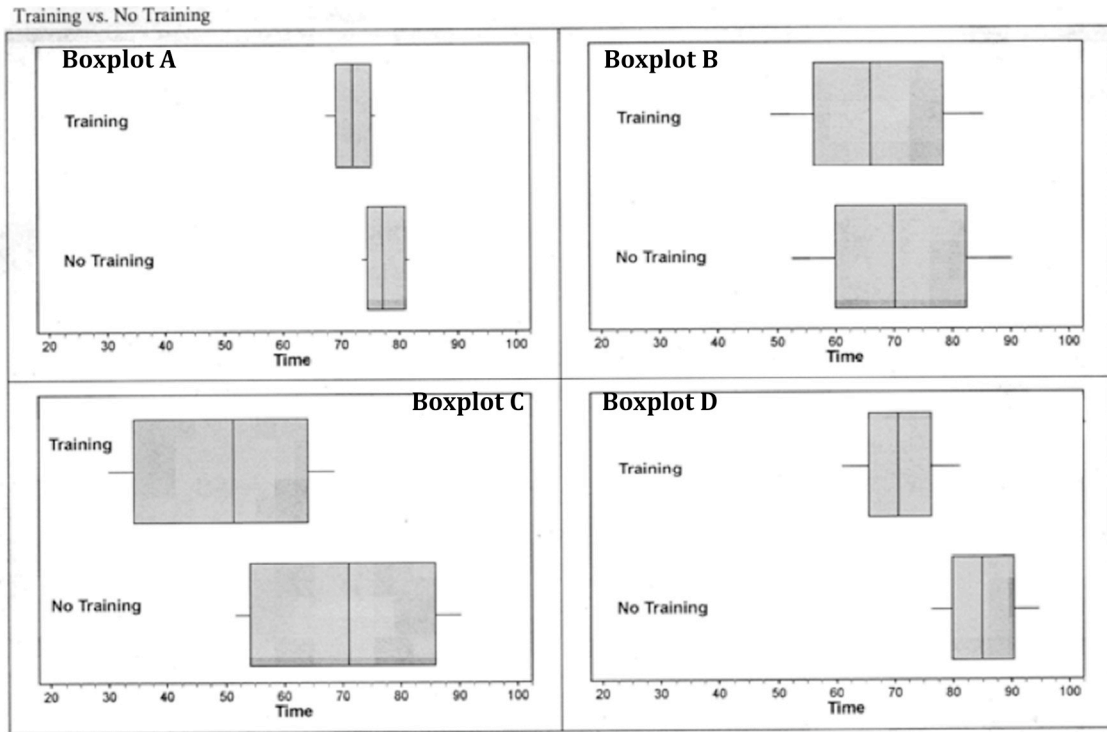 Training vs. No Training
Boxplot A
Training
No Training
20 30 40 50 60 70 80 90 100
Time
Boxplot B
Training
No Training
20 30 40 50 60 70 80 90 100
Time
Boxplot C
Training
No Training
20 30 40 50 60 70 80 90 100
Time
Boxplot D
Training
No Training
20 30 40 50 60 70 80 90 100
Time